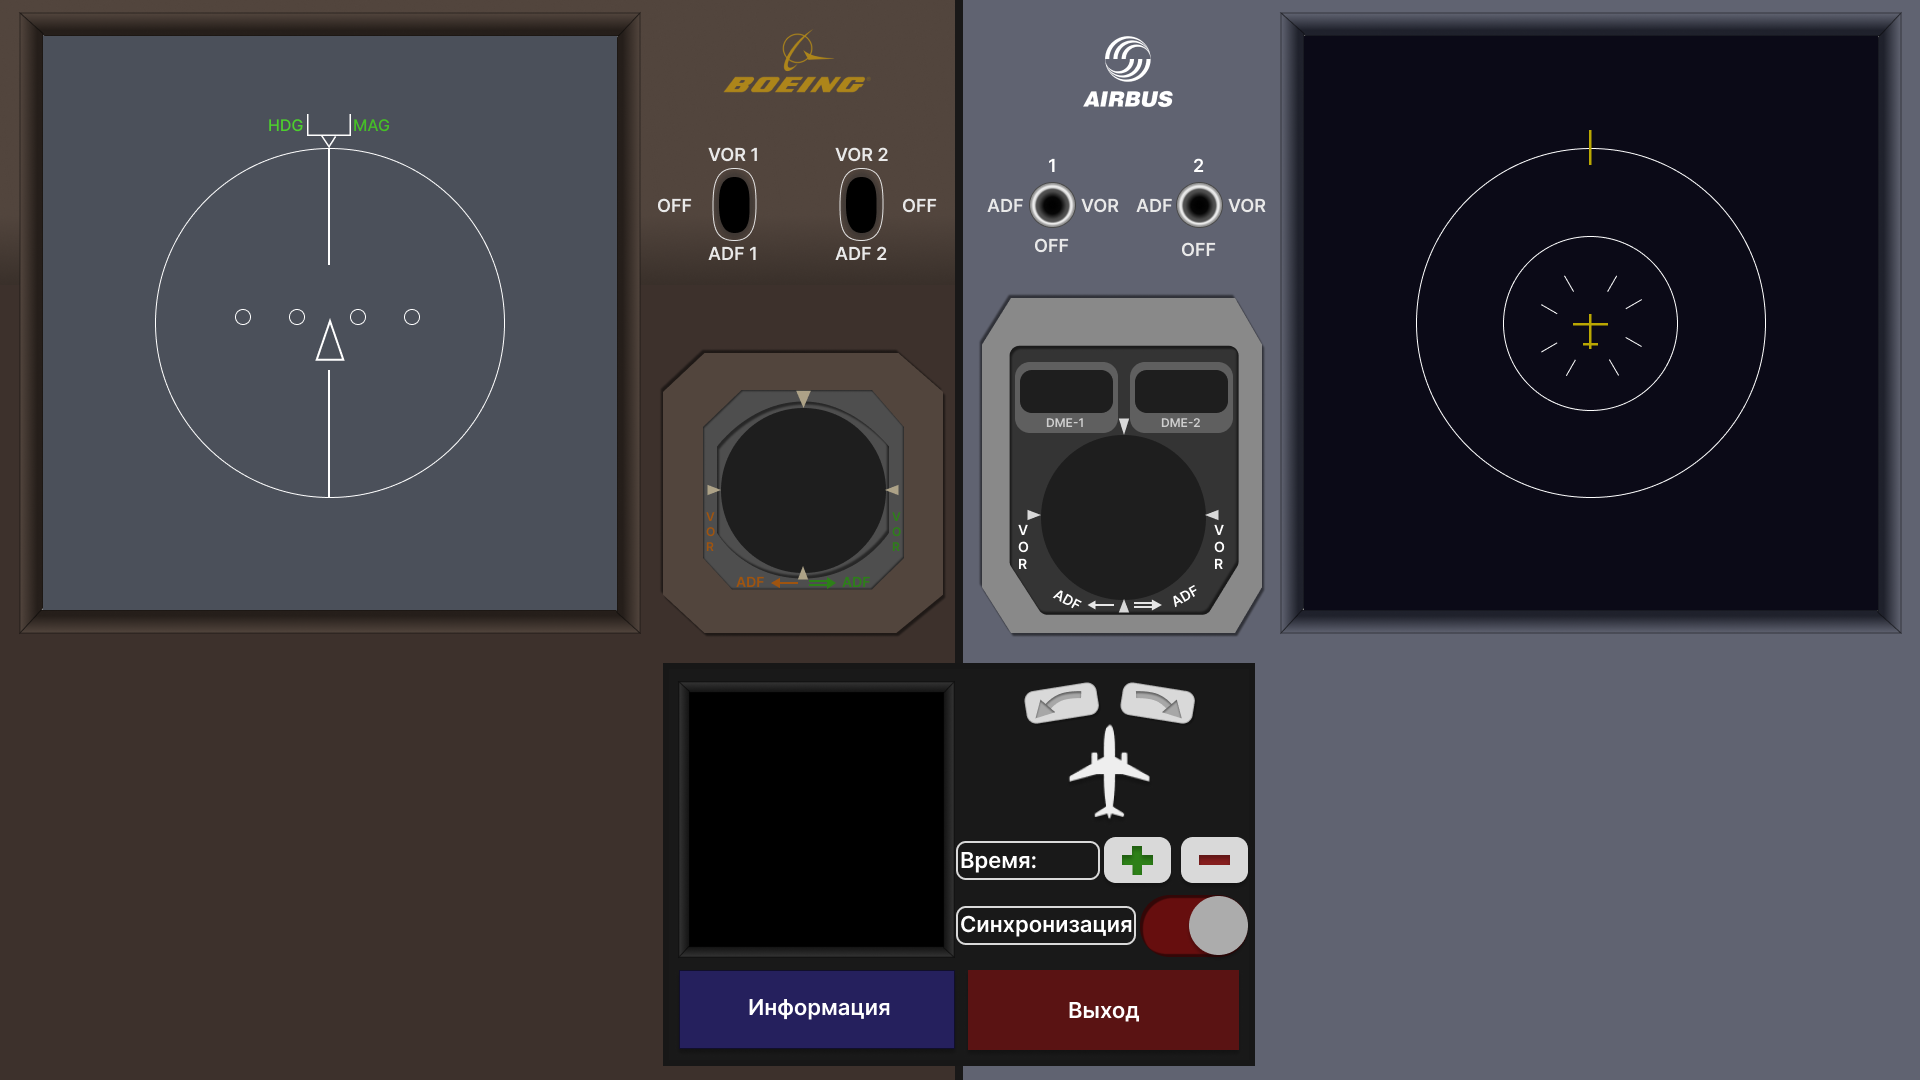 HDG MAG
BOEING
VOR 1 VOR 2
OFF OFF
ADF 1 ADF 2
VOR VOR
ADF ADF
AIRBUS
1 2
ADF VOR ADF VOR
OFF OFF
DME-1 DME-2
VOR VOR
ADF ADF
Время:
Синхронизация
Информация Выход